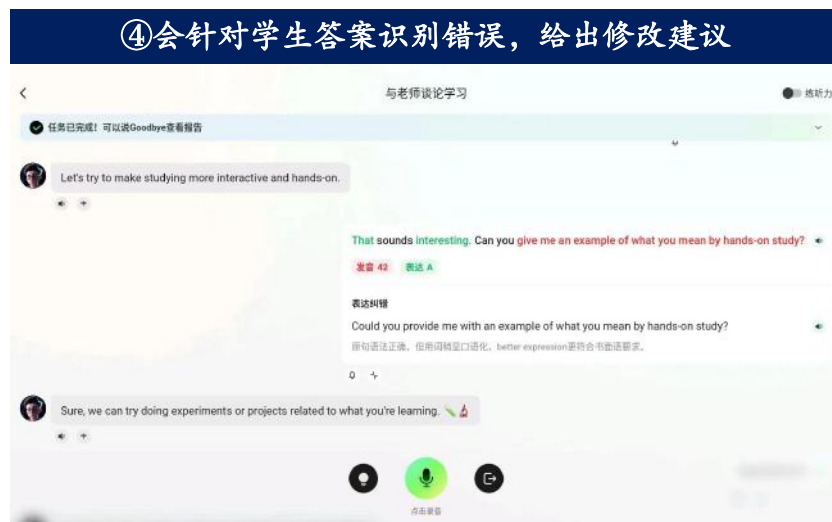 ④会针对学生答案识别错误，给出修改建议
与老师谈论学习
练听力
任务已完成！可以说Goodbye查看报告
Let's try to make studying more interactive and hands-on.
That sounds interesting. Can you give me an example of what you mean by hands-on study?
发音 42 表达 A
表达纠错
Could you provide me with an example of what you mean by hands-on study?
原句语法正确，但用词稍显口语化，better expression更符合书面语要求。
Sure, we can try doing experiments or projects related to what you're learning.
点击录音